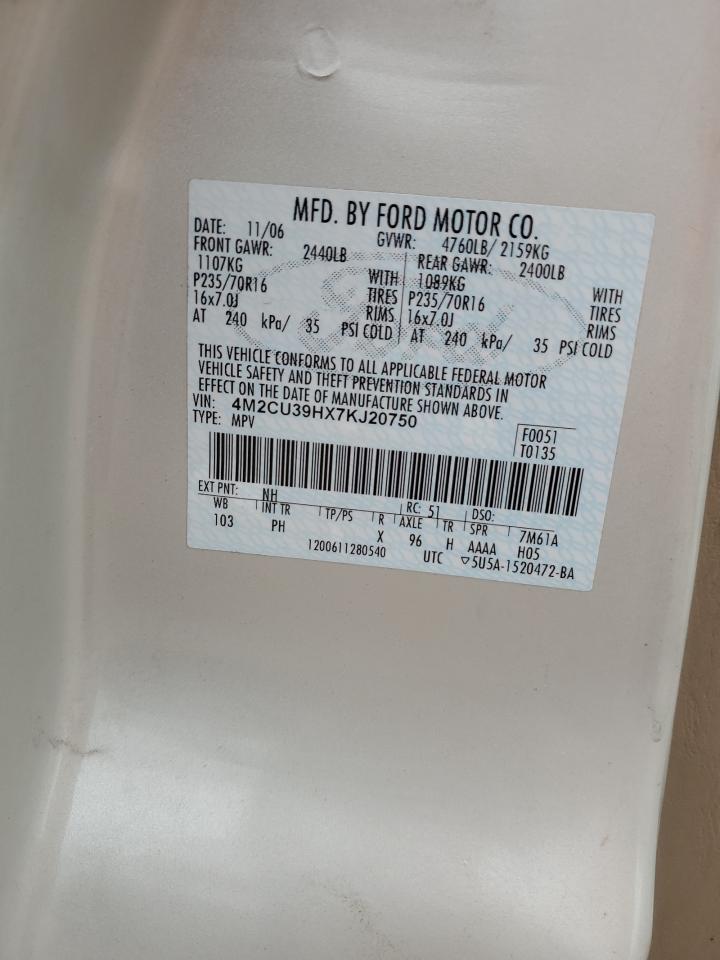 MFD. BY FORD MOTOR CO.
DATE: 11/06 GVWR: 4760LB/ 2159KG
FRONT GAWR: 2440LB REAR GAWR: 2400LB
1107KG WITH 1089KG WITH
P235/70R16 TIRES P235/70R16 TIRES
16x7.0J RIMS 16x7.0J RIMS
AT 240 kPa/ 35 PSI COLD AT 240 kPa/ 35 PSI COLD
THIS VEHICLE CONFORMS TO ALL APPLICABLE FEDERAL MOTOR
VEHICLE SAFETY AND THEFT PREVENTION STANDARDS IN
EFFECT ON THE DATE OF MANUFACTURE SHOWN ABOVE.
VIN: 4M2CU39HX7KJ20750
TYPE: MPV
F0051
T0135
EXT PNT: NH RC: 51 DSO:
WB INT TR TP/PS R AXLE TR SPR 7M61A
103 PH X 96 H AAAA H05
1200611280540 UTC ▽5U5A-1520472-BA